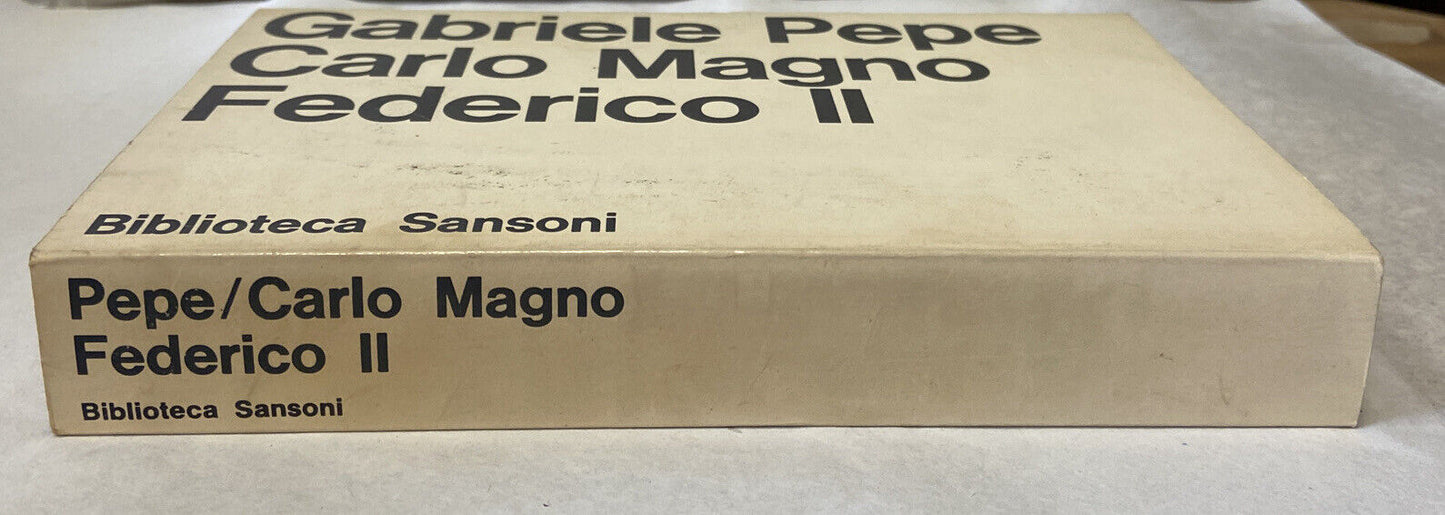 Gabriele Pepe
Carlo Magno
Federico II
Biblioteca Sansoni
Pepe/Carlo Magno
Federico II
Biblioteca Sansoni